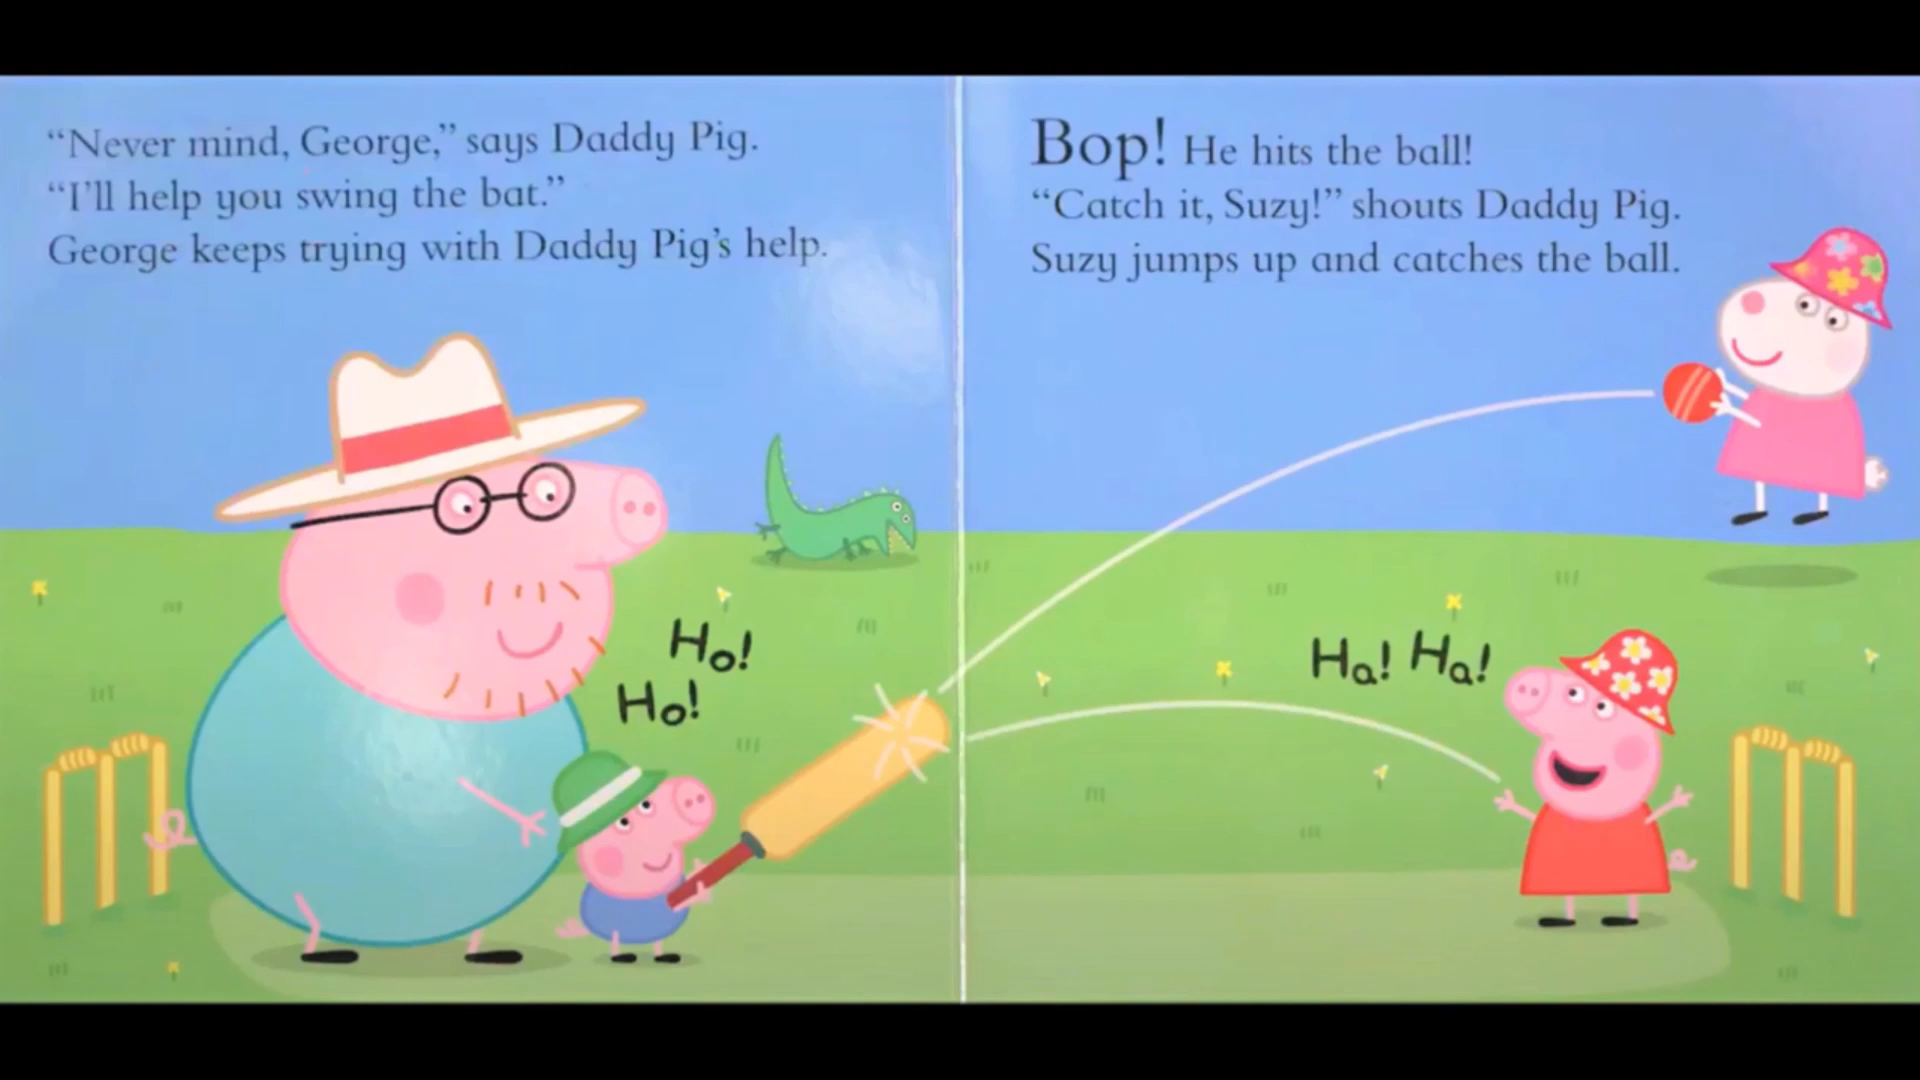 “Never mind, George,” says Daddy Pig.
“I’ll help you swing the bat.”
George keeps trying with Daddy Pig’s help.
Ho!
Ho!
Bop! He hits the ball!
“Catch it, Suzy!” shouts Daddy Pig.
Suzy jumps up and catches the ball.
Ha! Ha!